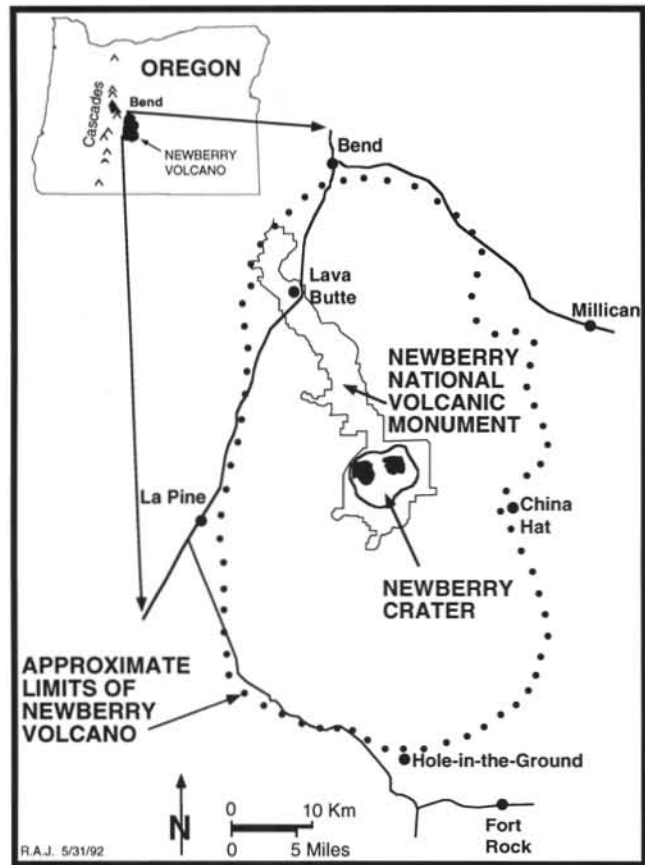 OREGON
Cascades
Bend
NEWBERRY
VOLCANO
Bend
Lava
Butte
Millican
NEWBERRY
NATIONAL
VOLCANIC
MONUMENT
La Pine
China
Hat
NEWBERRY
CRATER
APPROXIMATE
LIMITS OF
NEWBERRY
VOLCANO
Hole-in-the-Ground
N
0 10 Km
0 5 Miles
Fort
Rock
R.A.J. 5/31/92